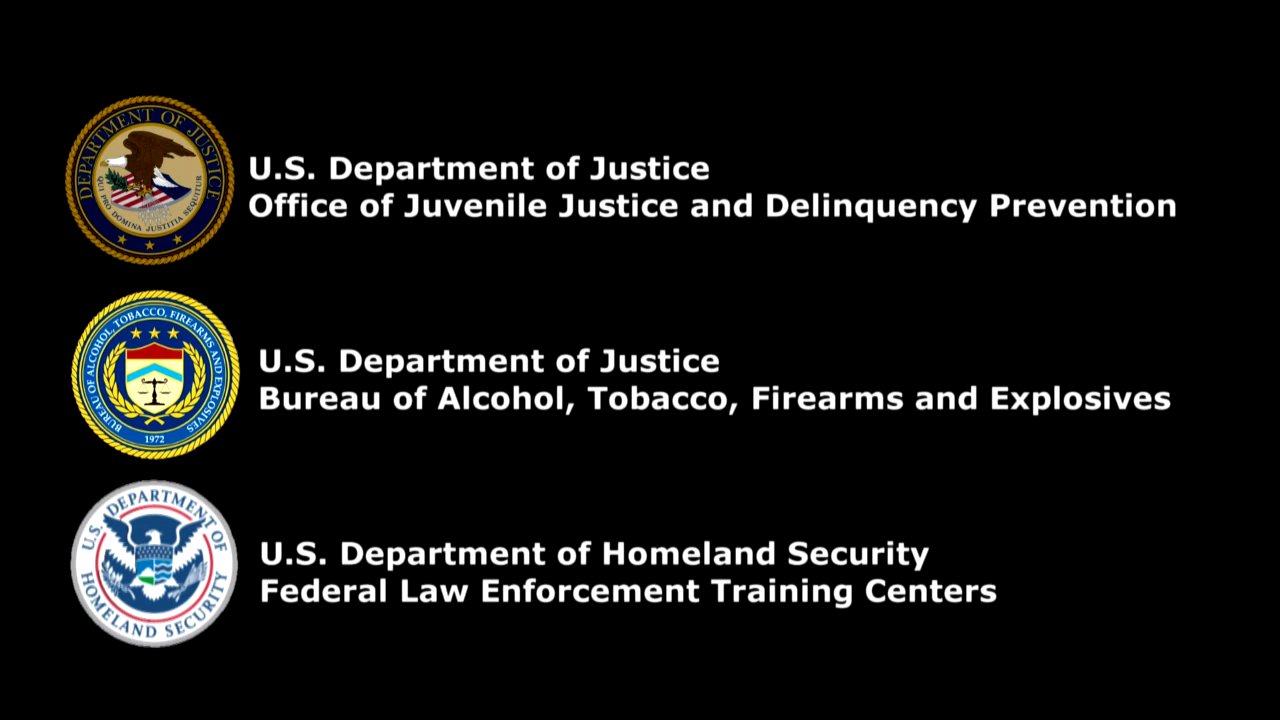 DEPARTMENT OF JUSTICE
QUI PRO DOMINA JUSTITIA SEQUITUR
U.S. Department of Justice
Office of Juvenile Justice and Delinquency Prevention
BUREAU OF ALCOHOL, TOBACCO, FIREARMS AND EXPLOSIVES
1972
U.S. Department of Justice
Bureau of Alcohol, Tobacco, Firearms and Explosives
U.S. DEPARTMENT OF
HOMELAND SECURITY
U.S. Department of Homeland Security
Federal Law Enforcement Training Centers